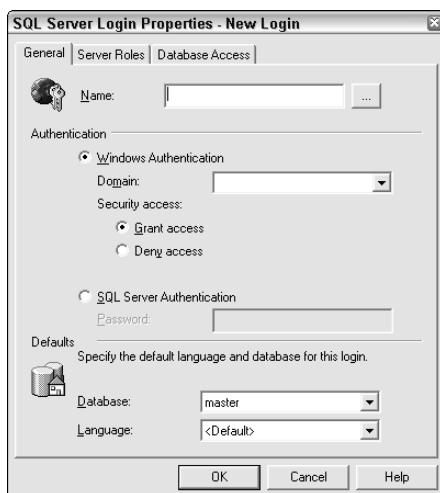 SQL Server Login Properties - New Login
General Server Roles Database Access
Name: ...
Authentication
Windows Authentication
Domain:
Security access:
Grant access
Deny access
SQL Server Authentication
Password:
Defaults
Specify the default language and database for this login.
Database: master
Language: <Default>
OK Cancel Help